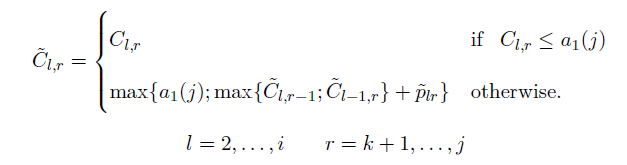 C̃_{l,r} = { C_{l,r} if C_{l,r} ≤ a_1(j)
max{a_1(j); max{C̃_{l,r−1}; C̃_{l−1,r}} + p̃_{lr}} otherwise.
l = 2, . . . , i r = k + 1, . . . , j